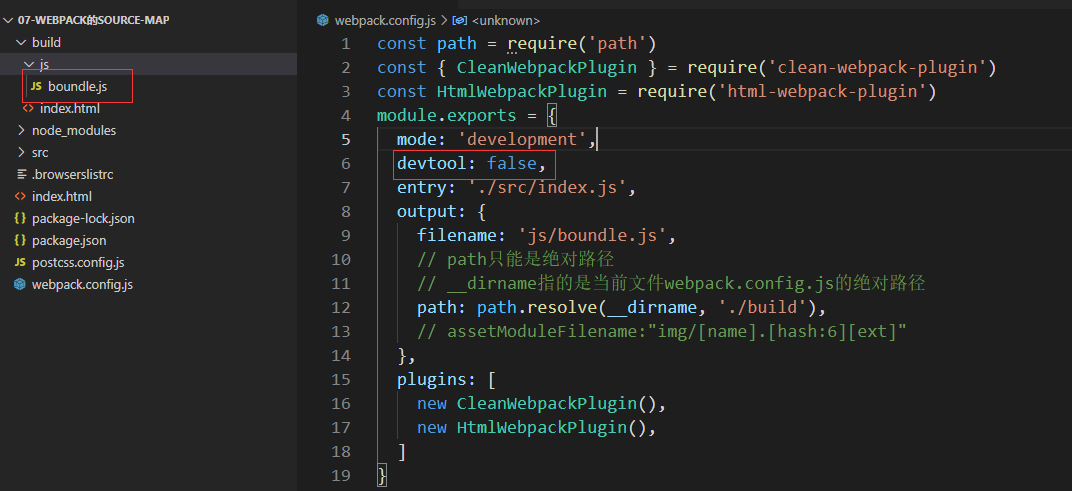 07-WEBPACK的SOURCE-MAP
build
js
JS boundle.js
<> index.html
node_modules
src
.browserslistrc
<> index.html
{} package-lock.json
{} package.json
JS postcss.config.js
webpack.config.js
webpack.config.js > <unknown>
1 const path = require('path')
2 const { CleanWebpackPlugin } = require('clean-webpack-plugin')
3 const HtmlWebpackPlugin = require('html-webpack-plugin')
4 module.exports = {
5 mode: 'development',
6 devtool: false,
7 entry: './src/index.js',
8 output: {
9 filename: 'js/boundle.js',
10 // path只能是绝对路径
11 // __dirname指的是当前文件webpack.config.js的绝对路径
12 path: path.resolve(__dirname, './build'),
13 // assetModuleFilename:"img/[name].[hash:6][ext]"
14 },
15 plugins: [
16 new CleanWebpackPlugin(),
17 new HtmlWebpackPlugin(),
18 ]
19 }